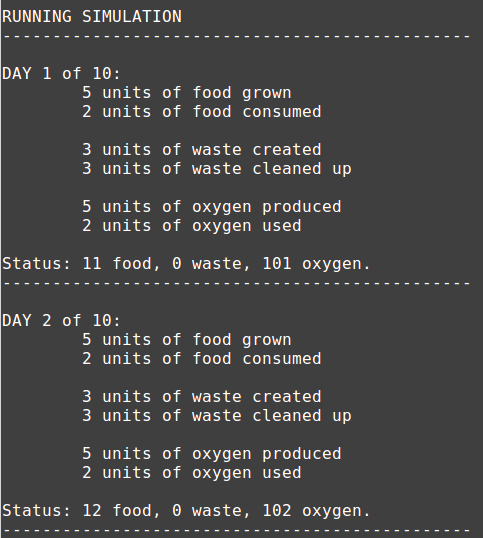 RUNNING SIMULATION
-----------------------------------------------
DAY 1 of 10:
5 units of food grown
2 units of food consumed
3 units of waste created
3 units of waste cleaned up
5 units of oxygen produced
2 units of oxygen used
Status: 11 food, 0 waste, 101 oxygen.
-----------------------------------------------
DAY 2 of 10:
5 units of food grown
2 units of food consumed
3 units of waste created
3 units of waste cleaned up
5 units of oxygen produced
2 units of oxygen used
Status: 12 food, 0 waste, 102 oxygen.
-----------------------------------------------